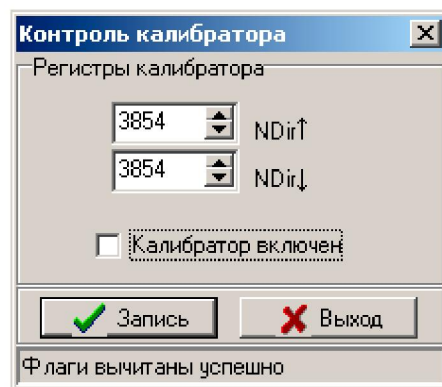 Контроль калибратора
Регистры калибратора
3854 NDir↑
3854 NDir↓
Калибратор включен
Запись Выход
Флаги вычитаны успешно